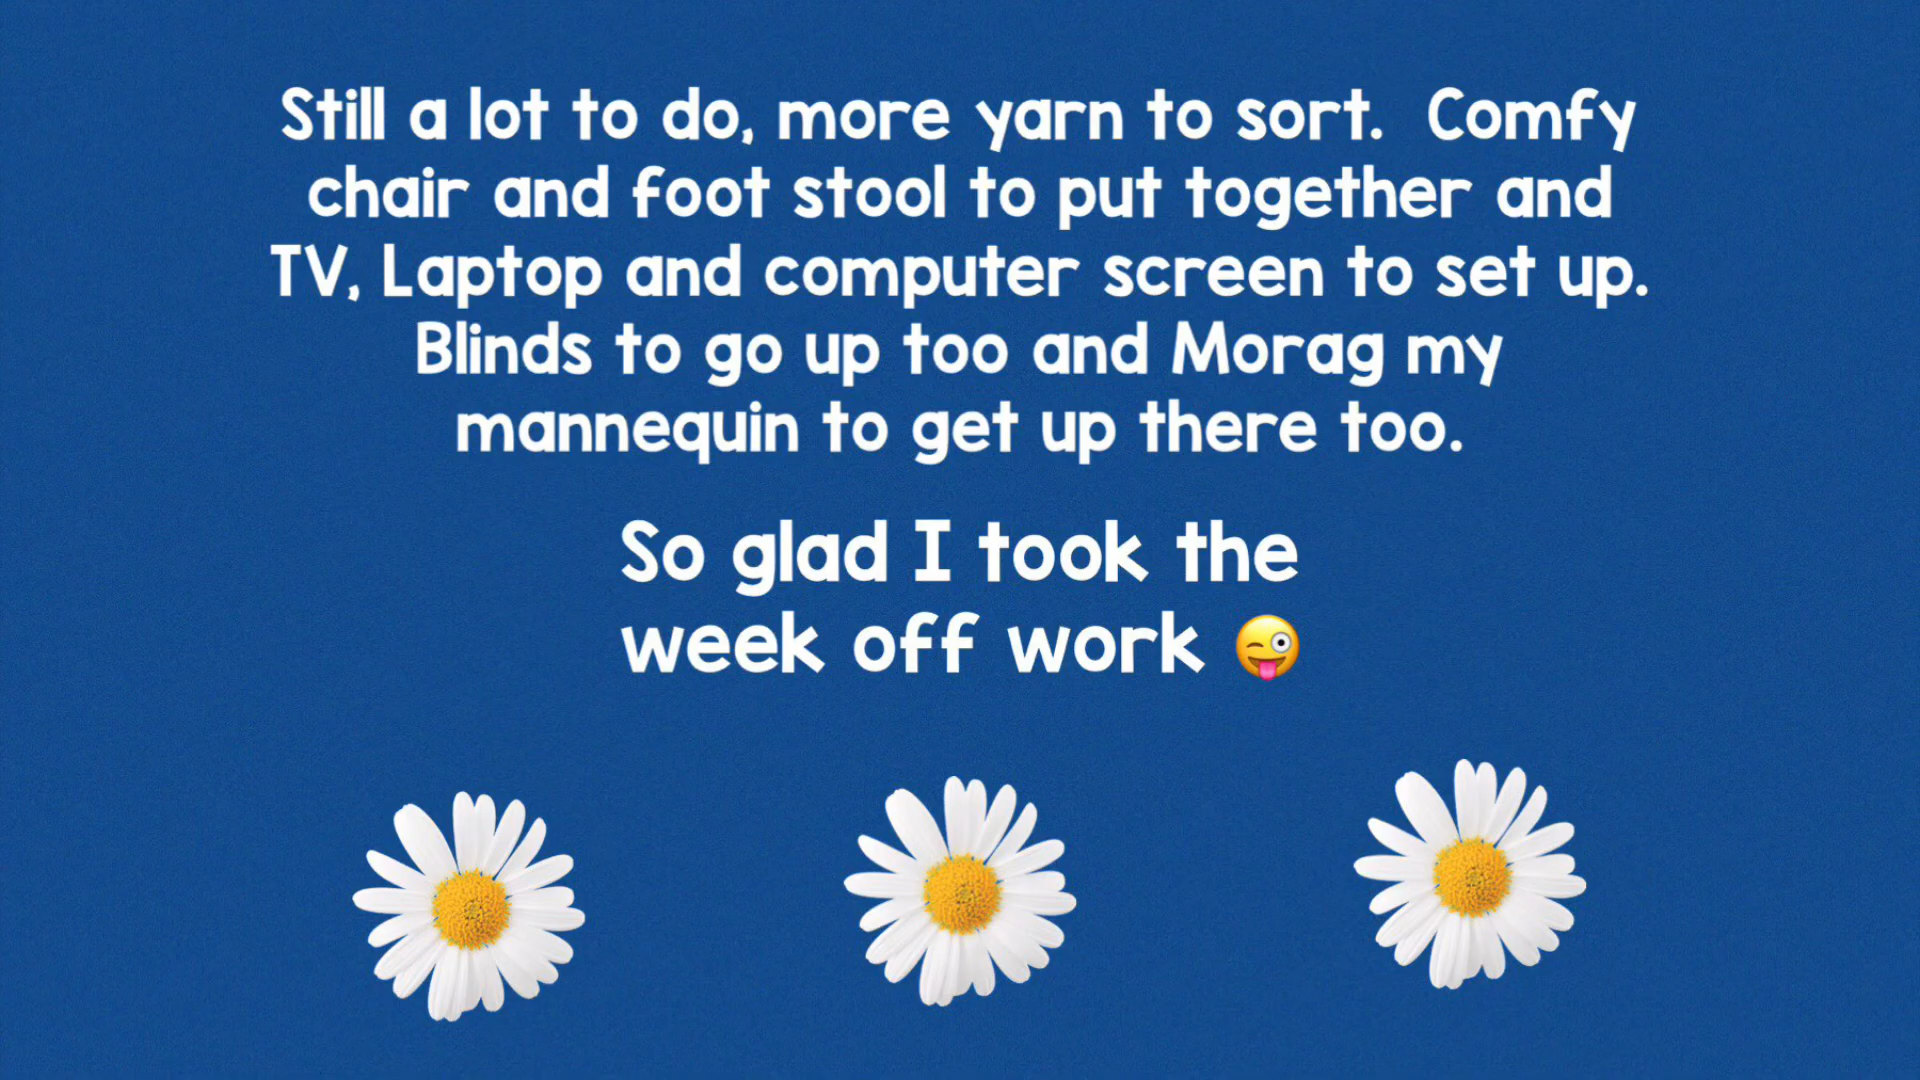 Still a lot to do, more yarn to sort.  Comfy
chair and foot stool to put together and
TV, Laptop and computer screen to set up.
Blinds to go up too and Morag my
mannequin to get up there too.
So glad I took the
week off work 😜